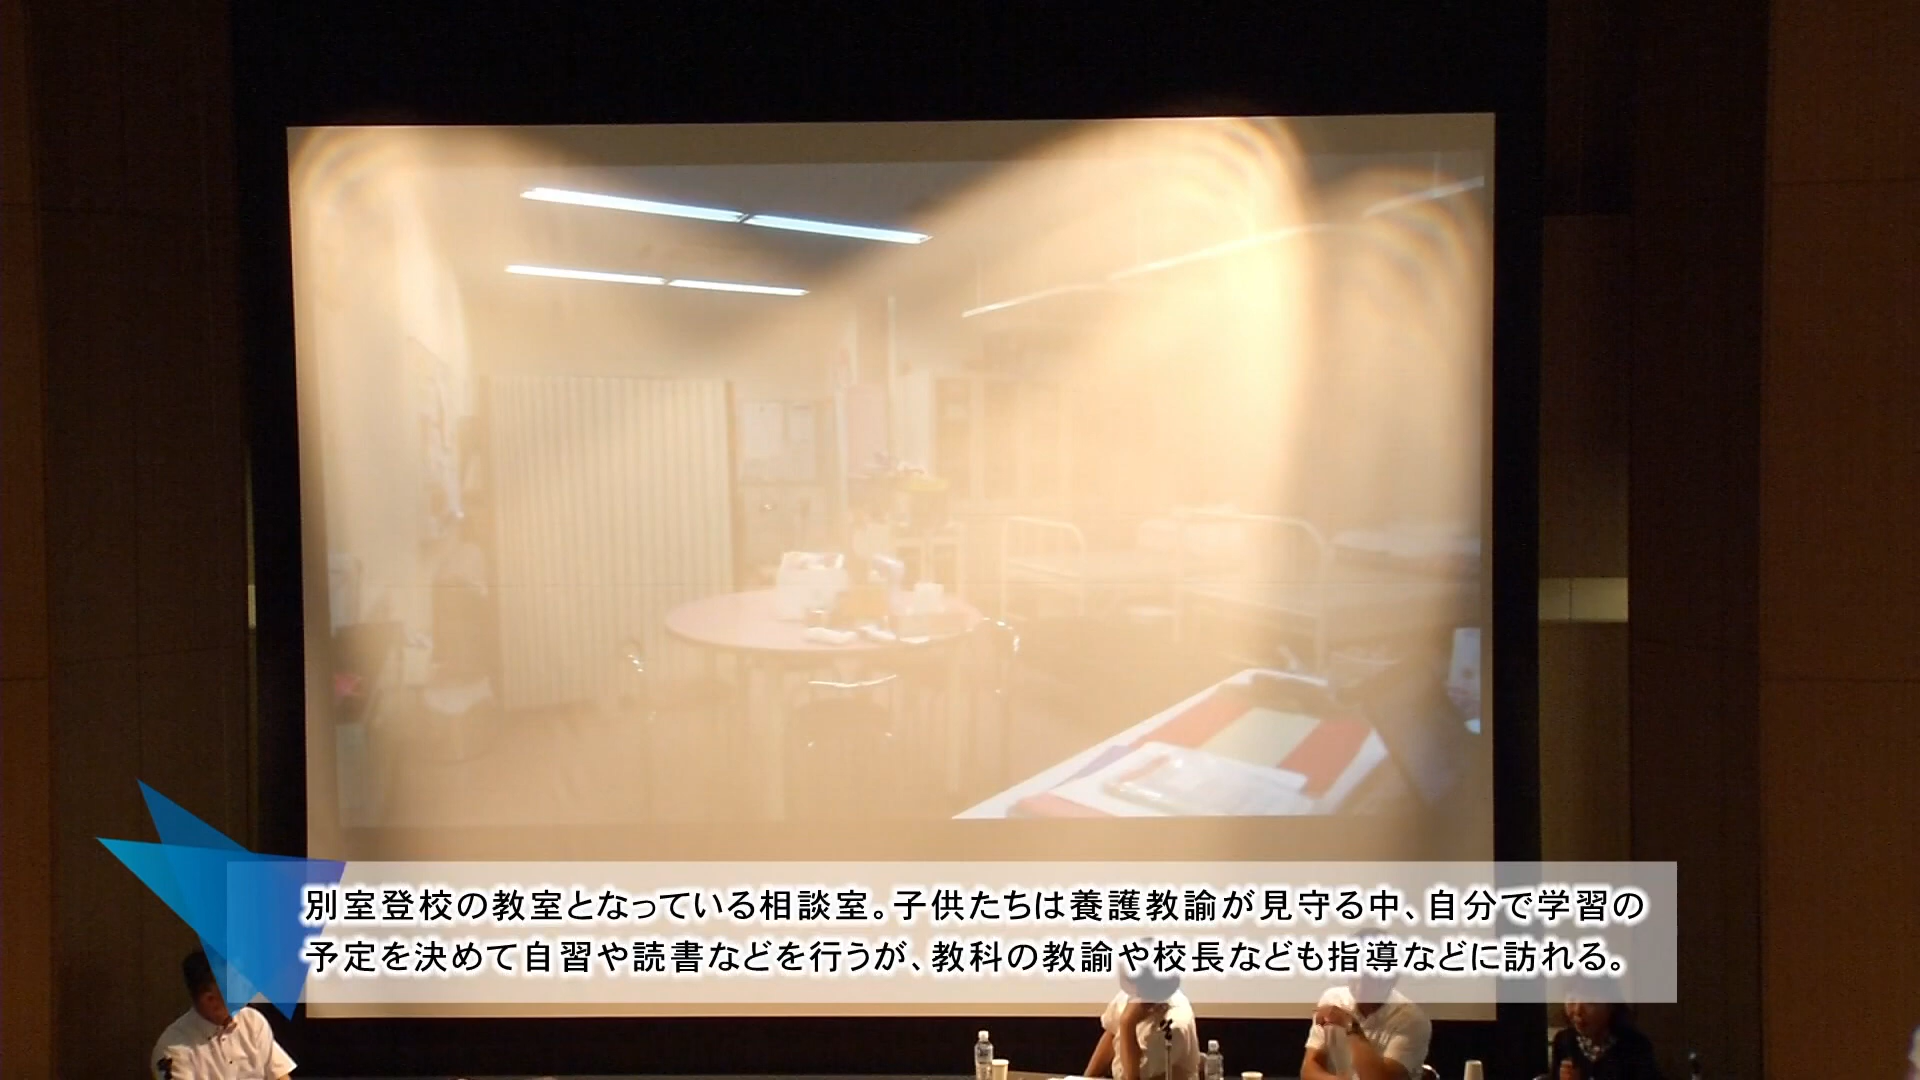 別室登校の教室となっている相談室。子供たちは養護教諭が見守る中、自分で学習の
予定を決めて自習や読書などを行うが、教科の教諭や校長なども指導などに訪れる。